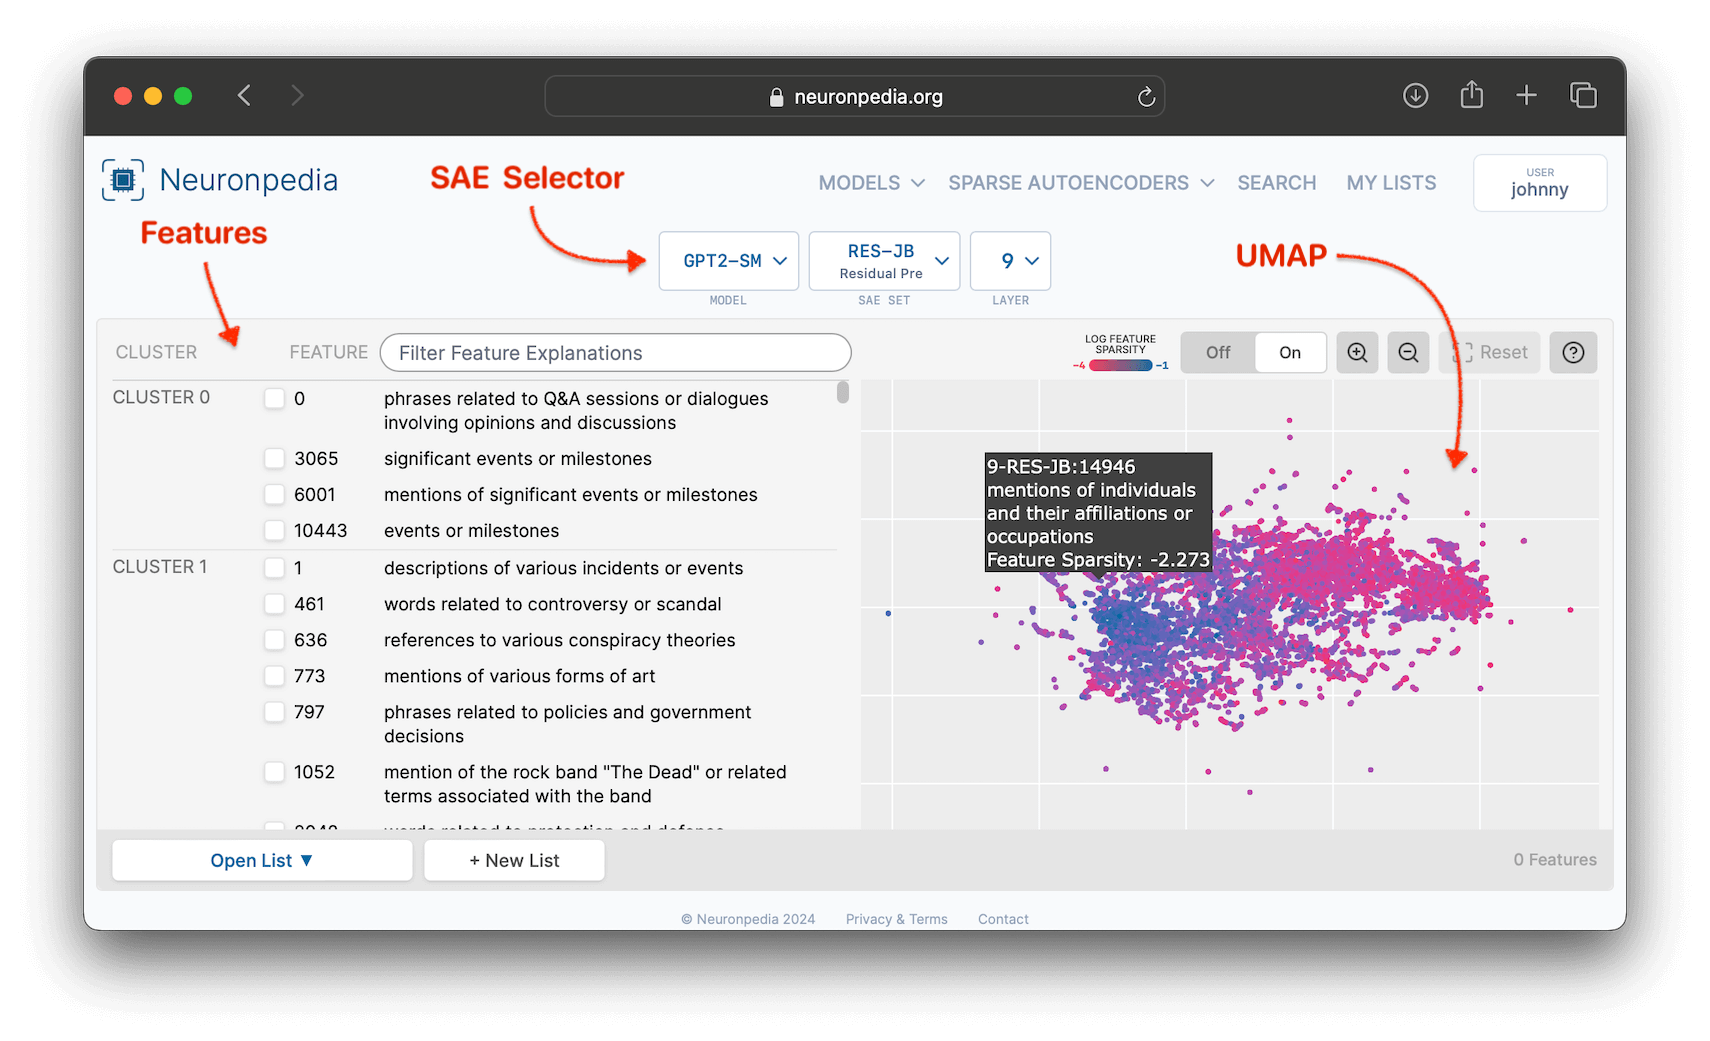 neuronpedia.org
Neuronpedia
SAE Selector
MODELS
SPARSE AUTOENCODERS
SEARCH
MY LISTS
USER
johnny
Features
GPT2-SM
MODEL
RES-JB
Residual Pre
SAE SET
9
LAYER
UMAP
CLUSTER
FEATURE
Filter Feature Explanations
LOG FEATURE
SPARSITY
-4
-1
Off
On
Reset
?
CLUSTER 0
0 phrases related to Q&A sessions or dialogues
involving opinions and discussions
3065 significant events or milestones
6001 mentions of significant events or milestones
10443 events or milestones
CLUSTER 1
1 descriptions of various incidents or events
461 words related to controversy or scandal
636 references to various conspiracy theories
773 mentions of various forms of art
797 phrases related to policies and government
decisions
1052 mention of the rock band "The Dead" or related
terms associated with the band
9-RES-JB:14946
mentions of individuals
and their affiliations or
occupations
Feature Sparsity: -2.273
Open List ▼
+ New List
0 Features
© Neuronpedia 2024
Privacy & Terms
Contact